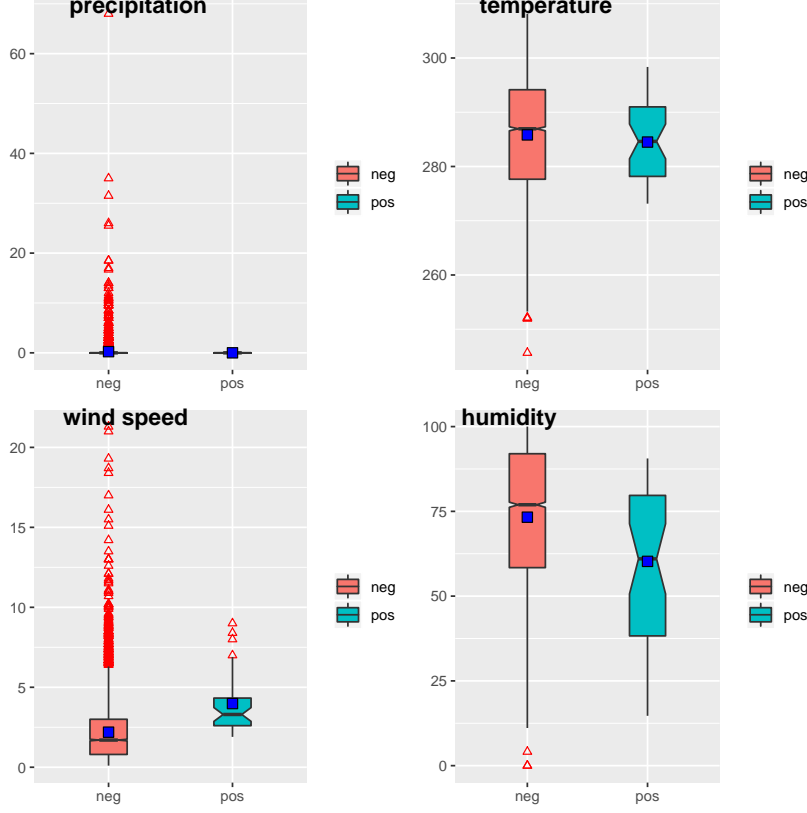 precipitation
60
40
20
0
neg
pos
neg
pos
temperature
300
280
260
neg
pos
neg
pos
wind speed
20
15
10
5
0
neg
pos
neg
pos
humidity
100
75
50
25
0
neg
pos
neg
pos